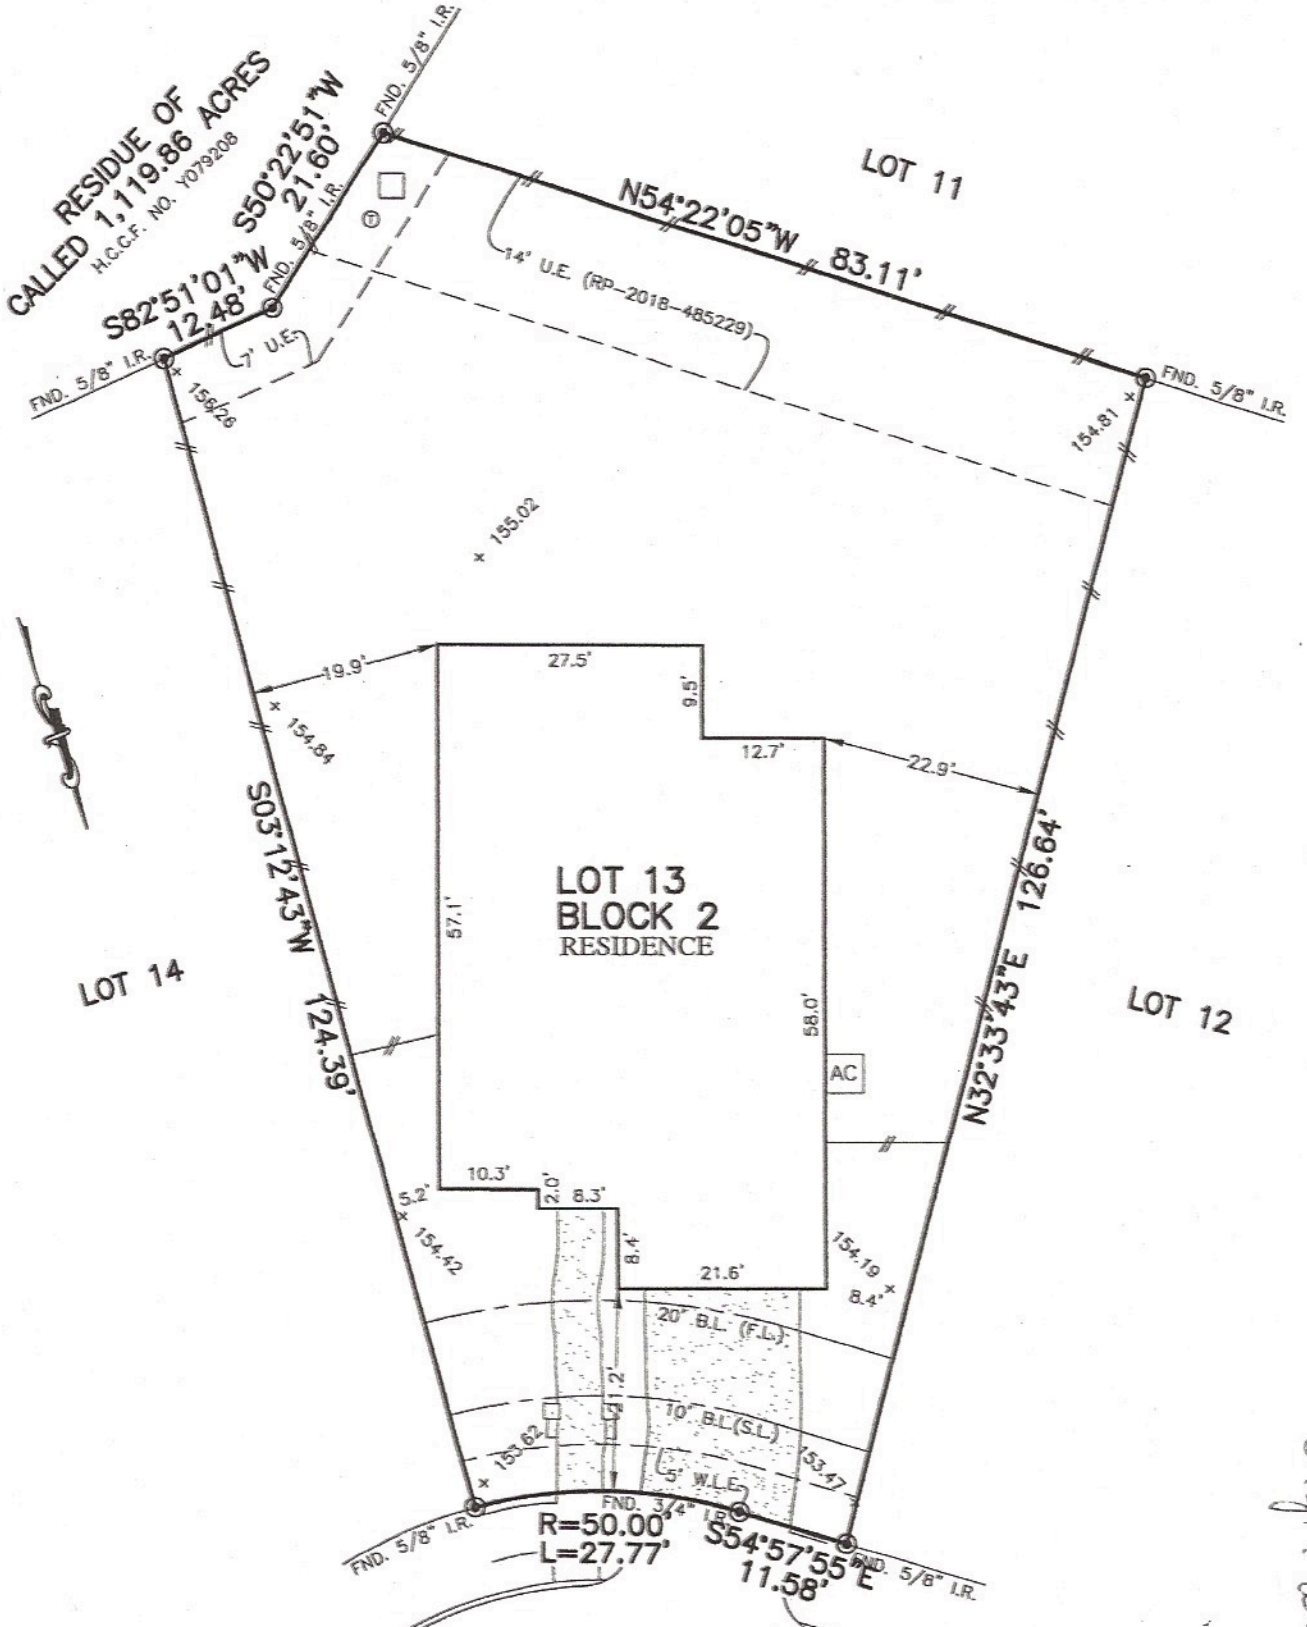 RESIDUE OF
CALLED 1,119.86 ACRES
H.C.C.F. NO. Y079208
FND. 5/8" I.R.
S50°22'51"W
21.60'
FND. 5/8" I.R.
S82°51'01"W
12.48'
7' U.E.
FND. 5/8" I.R.
LOT 11
N54°22'05"W 83.11'
14' U.E. (RP-2018-485229)
FND. 5/8" I.R.
156.26
154.81
155.02
19.9'
27.5'
9.5'
12.7'
22.9'
154.84
S03°12'43"W 124.39'
57.1'
LOT 13
BLOCK 2
RESIDENCE
58.0'
N32°33'43"E 126.64'
LOT 14
LOT 12
AC
10.3'
2.0'
8.3'
5.2'
154.42
8.4'
21.6'
154.19
8.4'
20' B.L. (F.L.)
10' B.L.(S.L.)
153.62
5' W.L.E.
153.47
FND. 5/8" I.R.
FND. 3/4" I.R.
R=50.00'
L=27.77'
S54°57'55"E
11.58'
FND. 5/8" I.R.